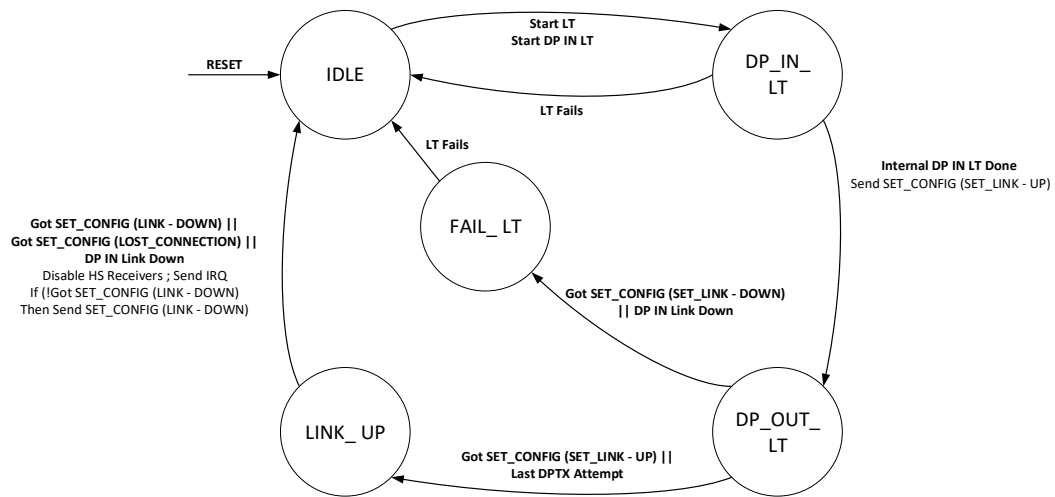 Start LT
Start DP IN LT
RESET
IDLE
DP_IN_
LT
LT Fails
LT Fails
Internal DP IN LT Done
Send SET_CONFIG (SET_LINK - UP)
FAIL_ LT
Got SET_CONFIG (LINK - DOWN) ||
Got SET_CONFIG (LOST_CONNECTION) ||
DP IN Link Down
Disable HS Receivers ; Send IRQ
If (!Got SET_CONFIG (LINK - DOWN)
Then Send SET_CONFIG (LINK - DOWN)
Got SET_CONFIG (SET_LINK - DOWN)
|| DP IN Link Down
LINK_ UP
DP_OUT_
LT
Got SET_CONFIG (SET_LINK - UP) ||
Last DPTX Attempt